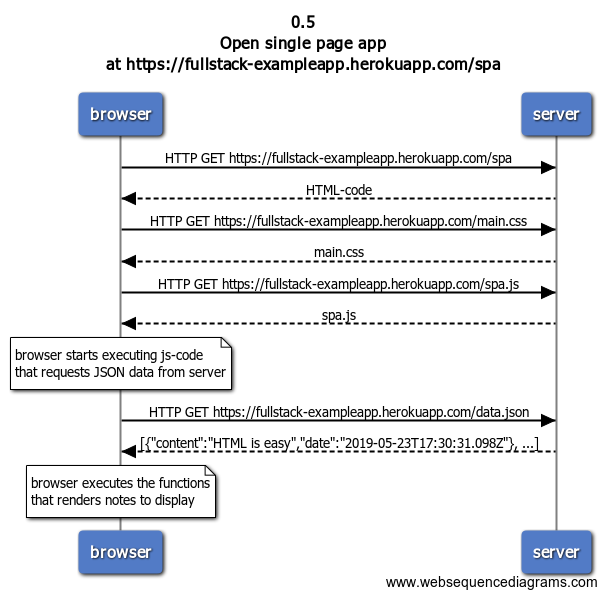 0.5
Open single page app
at https://fullstack-exampleapp.herokuapp.com/spa
browser
server
HTTP GET https://fullstack-exampleapp.herokuapp.com/spa
HTML-code
HTTP GET https://fullstack-exampleapp.herokuapp.com/main.css
main.css
HTTP GET https://fullstack-exampleapp.herokuapp.com/spa.js
spa.js
browser starts executing js-code
that requests JSON data from server
HTTP GET https://fullstack-exampleapp.herokuapp.com/data.json
[{"content":"HTML is easy","date":"2019-05-23T17:30:31.098Z"}, ...]
browser executes the functions
that renders notes to display
browser
server
www.websequencediagrams.com